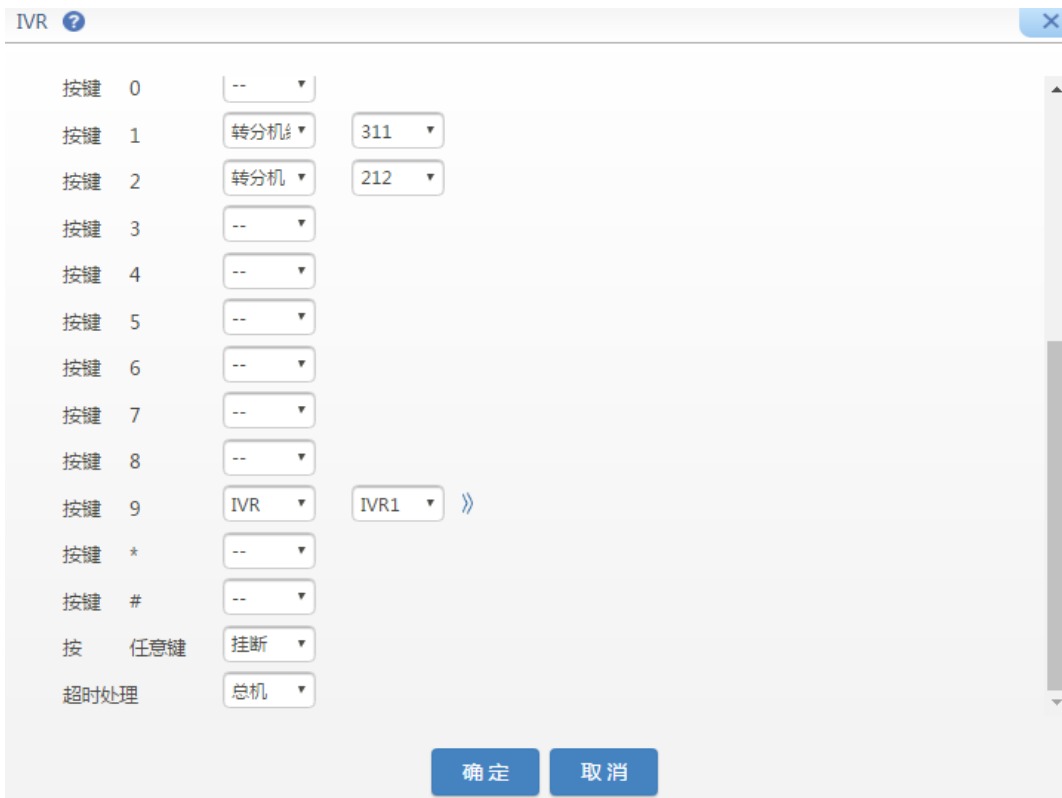 IVR ?
按键 0 --
按键 1 转分机 311
按键 2 转分机 212
按键 3 --
按键 4 --
按键 5 --
按键 6 --
按键 7 --
按键 8 --
按键 9 IVR IVR1 》
按键 * --
按键 # --
按 任意键 挂断
超时处理 总机
确定 取消